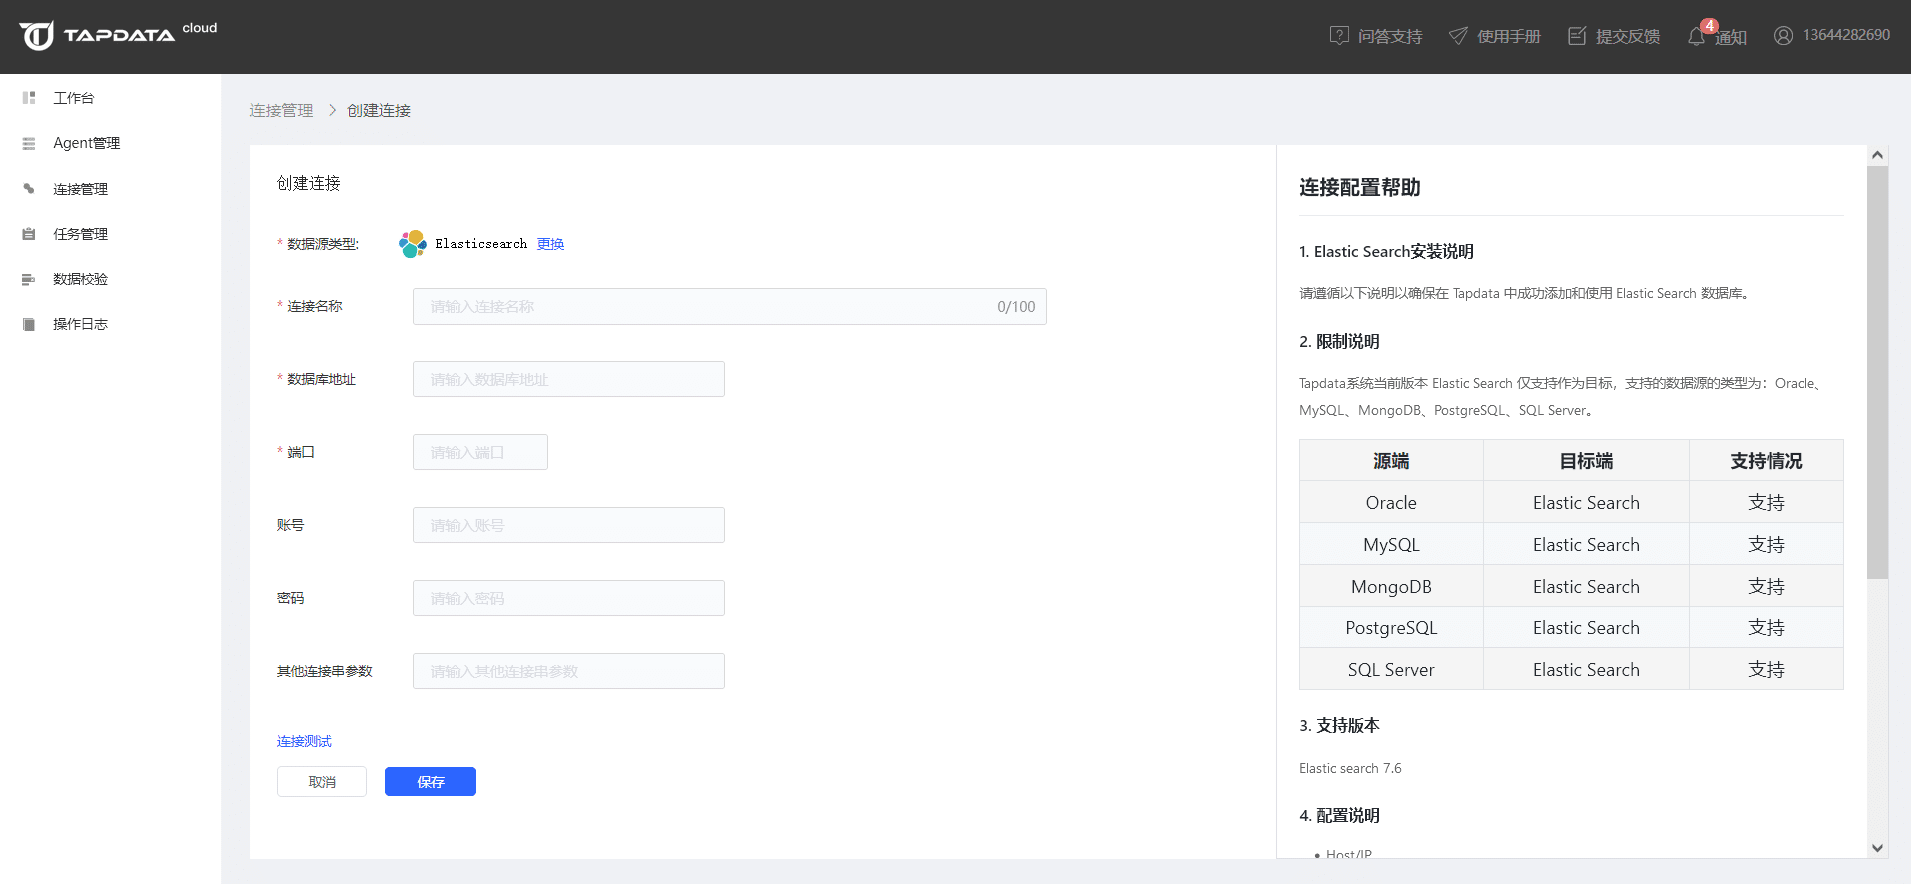 TAPDATA cloud
问答支持
使用手册
提交反馈
4
通知
13644282690
工作台
Agent管理
连接管理
任务管理
数据校验
操作日志
连接管理 > 创建连接
创建连接
* 数据源类型: Elasticsearch 更换
* 连接名称 请输入连接名称 0/100
* 数据库地址 请输入数据库地址
* 端口 请输入端口
账号 请输入账号
密码 请输入密码
其他连接串参数 请输入其他连接串参数
连接测试
取消 保存
连接配置帮助
1. Elastic Search安装说明
请遵循以下说明以确保在 Tapdata 中成功添加和使用 Elastic Search 数据库。
2. 限制说明
Tapdata系统当前版本 Elastic Search 仅支持作为目标，支持的数据源的类型为：Oracle、
MySQL、MongoDB、PostgreSQL、SQL Server。
源端 目标端 支持情况
Oracle Elastic Search 支持
MySQL Elastic Search 支持
MongoDB Elastic Search 支持
PostgreSQL Elastic Search 支持
SQL Server Elastic Search 支持
3. 支持版本
Elastic search 7.6
4. 配置说明
• Host/IP